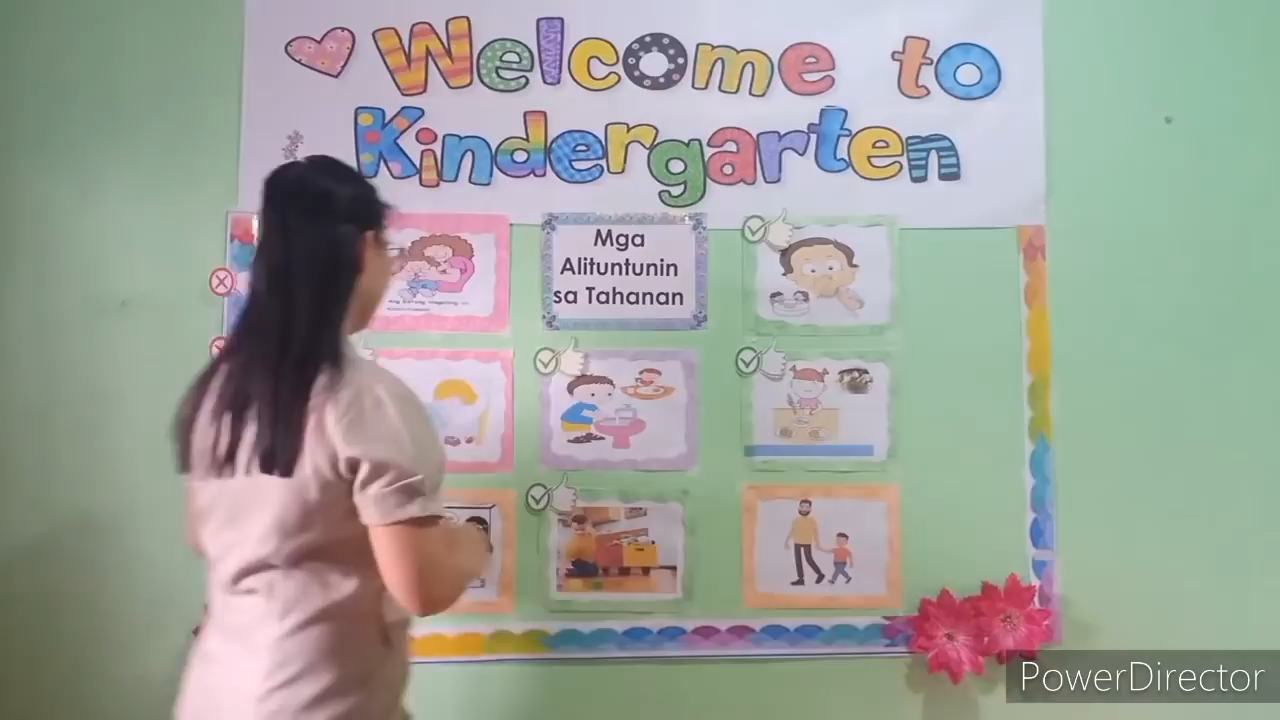 Welcome to
Kindergarten
Mga
Alituntunin
sa Tahanan
PowerDirector